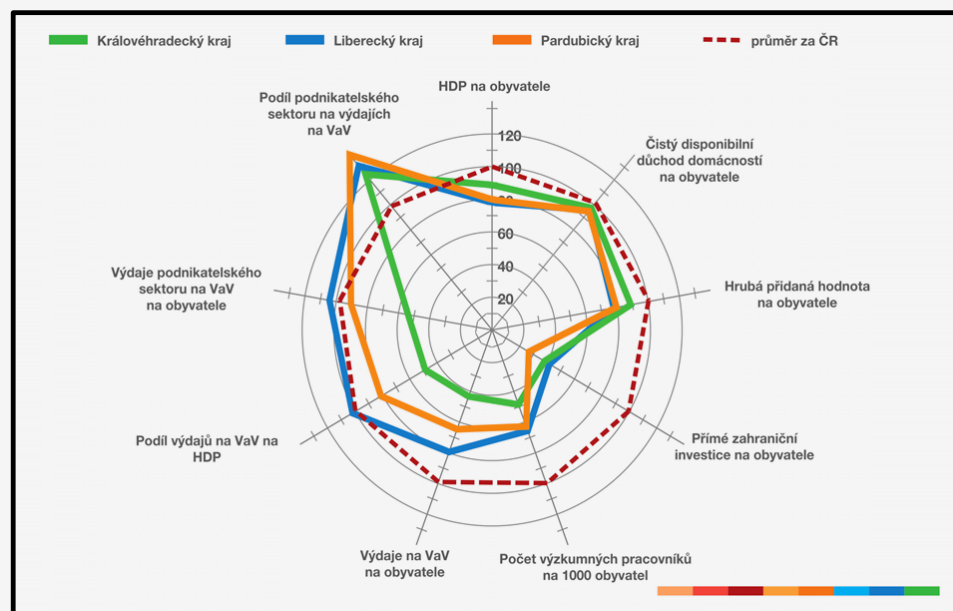 Královéhradecký kraj
Liberecký kraj
Pardubický kraj
průměr za ČR
HDP na obyvatele
Podíl podnikatelského
sektoru na výdajích
na VaV
Čistý disponibilní
důchod domácností
na obyvatele
120
100
80
60
40
20
Výdaje podnikatelského
sektoru na VaV
na obyvatele
Hrubá přidaná hodnota
na obyvatele
Podíl výdajů na VaV na
HDP
Přímé zahraniční
investice na obyvatele
Výdaje na VaV
na obyvatele
Počet výzkumných pracovníků
na 1000 obyvatel